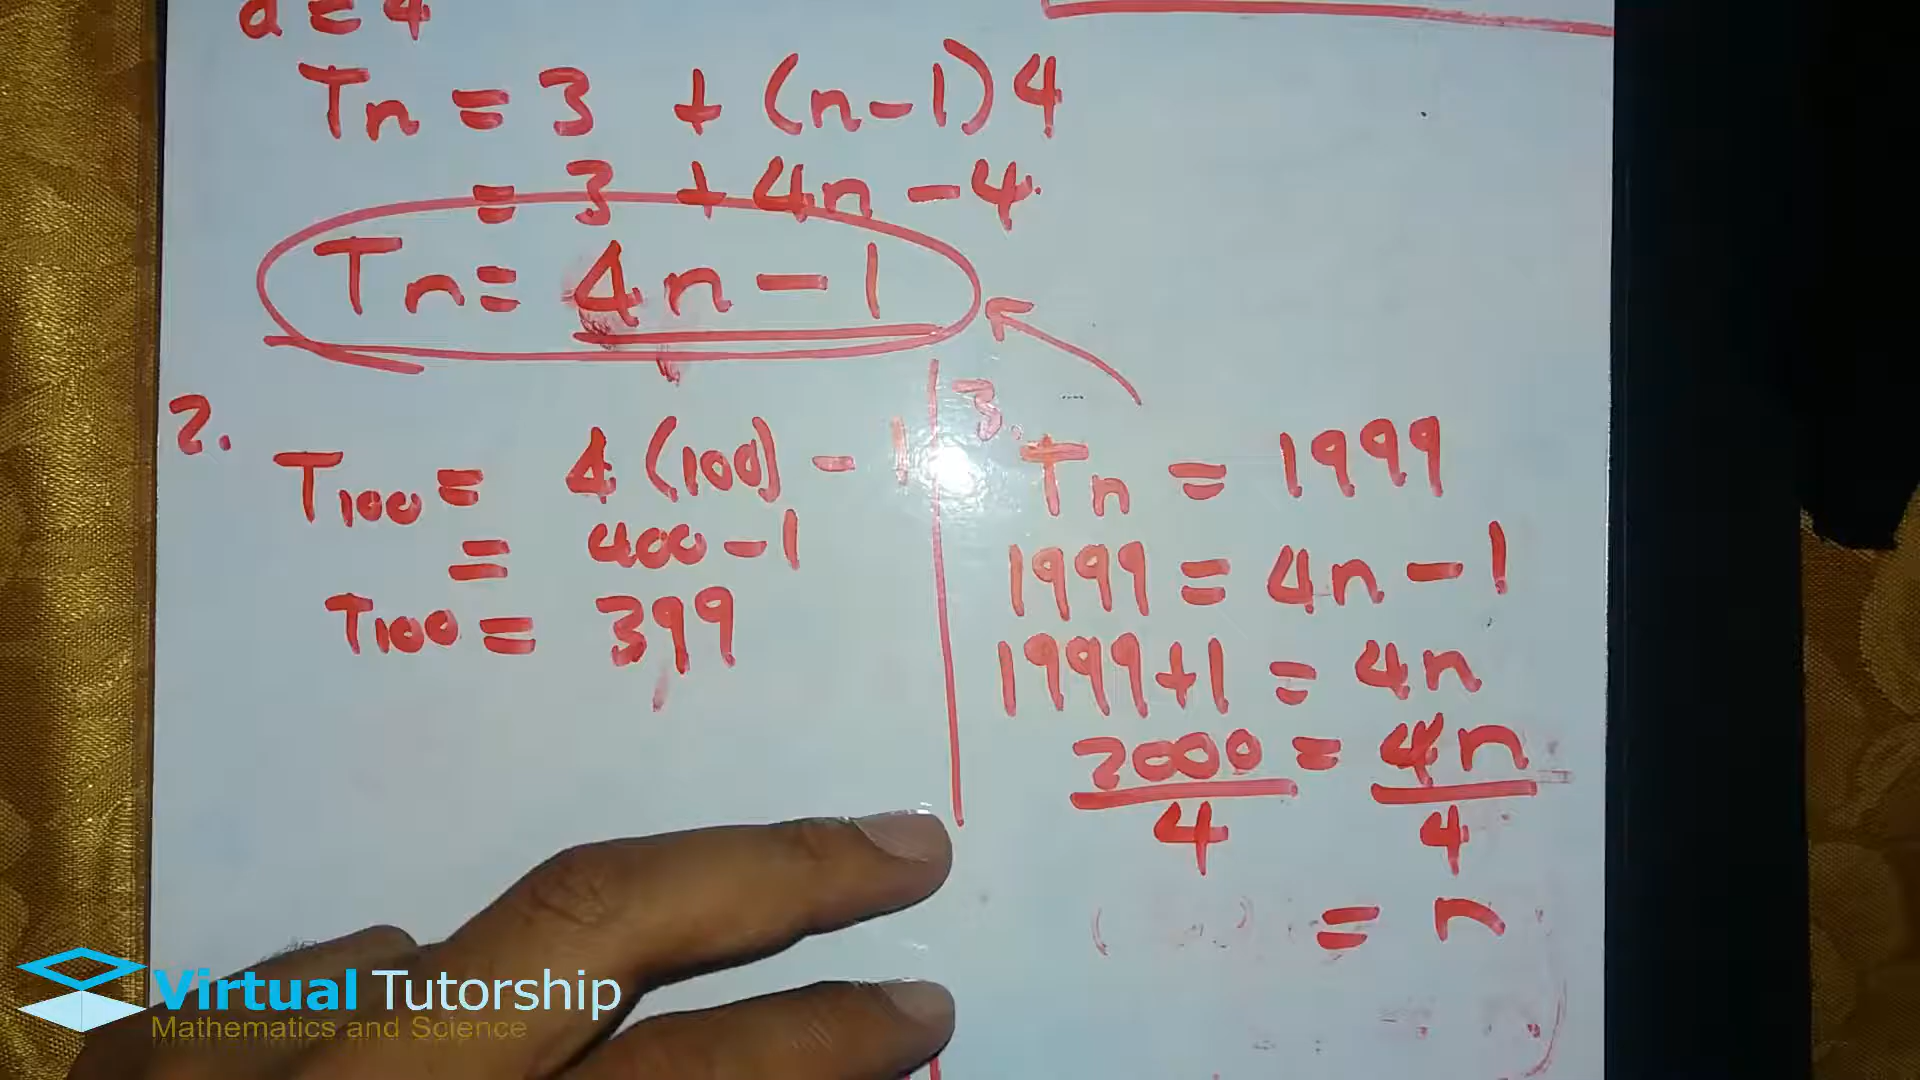 d = 4
Tn = 3 + (n-1)4
= 3 + 4n - 4
Tn = 4n - 1
2.
T100 = 4(100) - 1
= 400 - 1
T100 = 399
3.
Tn = 1999
1999 = 4n - 1
1999+1 = 4n
2000 = 4n
4 4
= n
Virtual Tutorship
Mathematics and Science